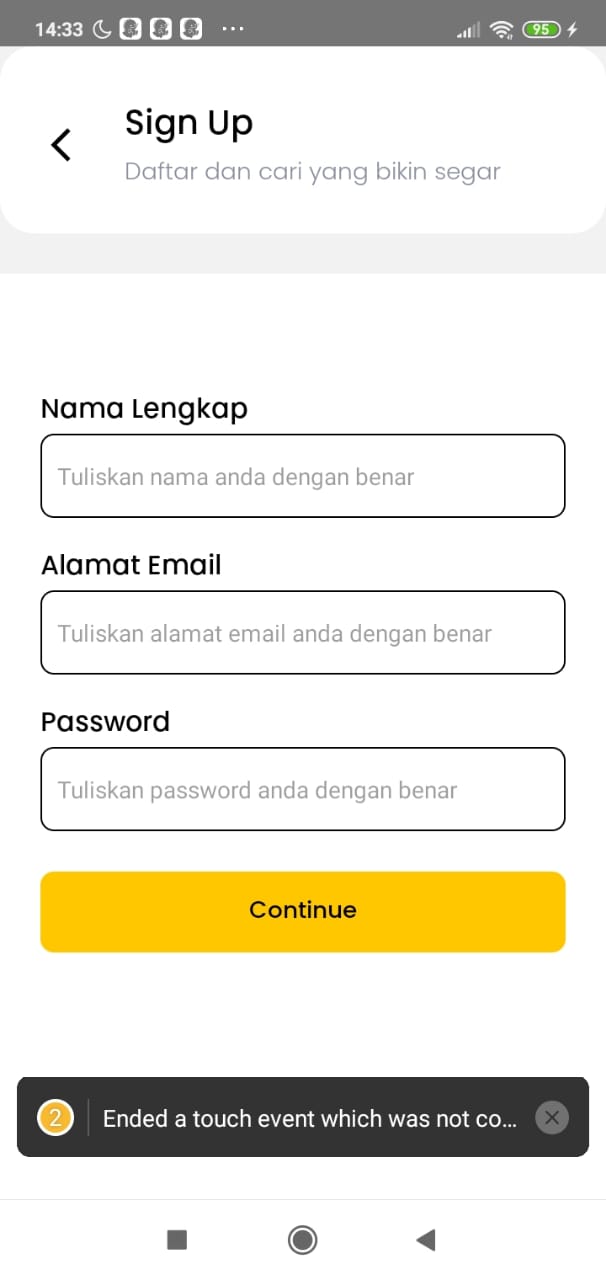 14:33
95
Sign Up
Daftar dan cari yang bikin segar
Nama Lengkap
Tuliskan nama anda dengan benar
Alamat Email
Tuliskan alamat email anda dengan benar
Password
Tuliskan password anda dengan benar
Continue
2
Ended a touch event which was not co...